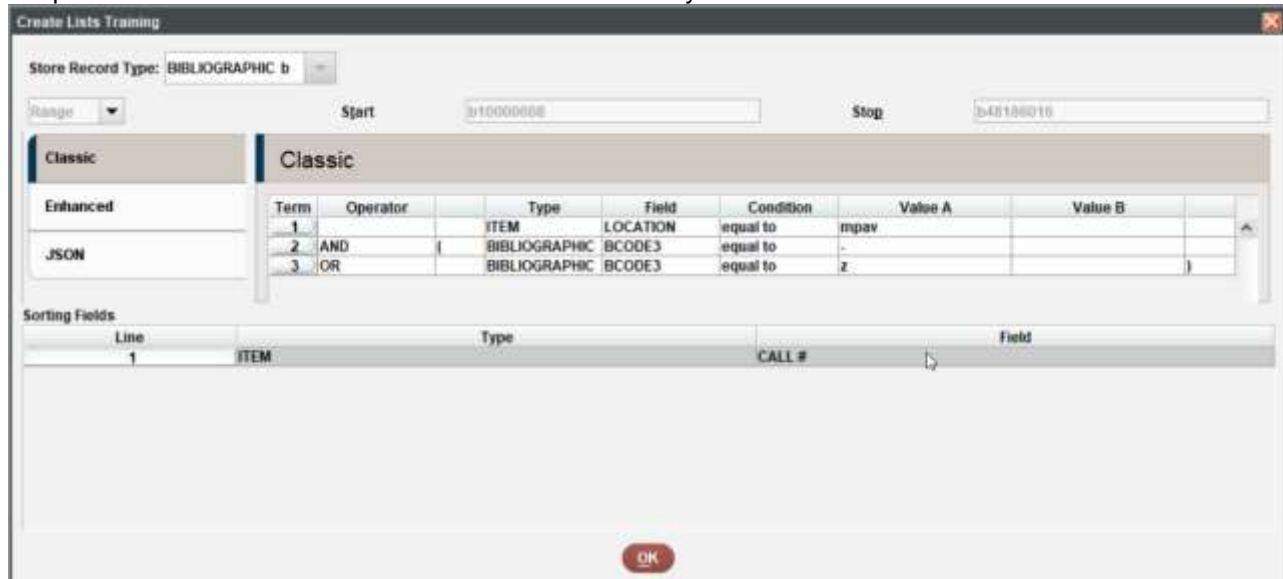 Create Lists Training
Store Record Type: BIBLIOGRAPHIC b
Range Start b10000008 Stop b48186016
Classic
Classic
Enhanced
JSON
Term Operator Type Field Condition Value A Value B
1 ITEM LOCATION equal to mpav
2 AND ( BIBLIOGRAPHIC BCODE3 equal to -
3 OR BIBLIOGRAPHIC BCODE3 equal to z )
Sorting Fields
Line Type Field
1 ITEM CALL #
OK